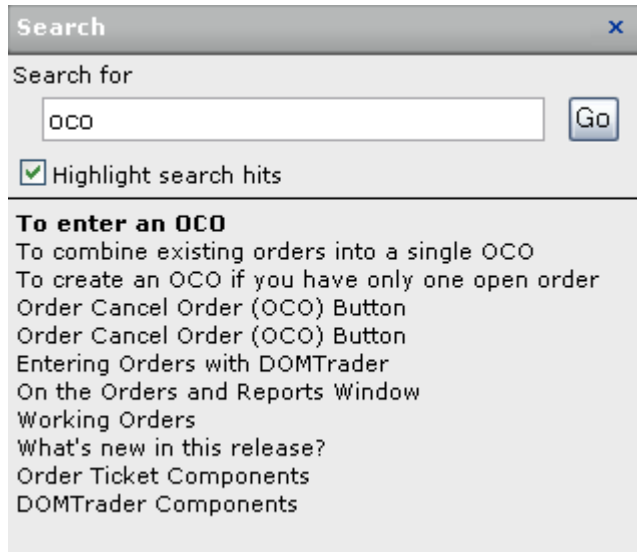 Search
Search for
oco
Go
Highlight search hits
To enter an OCO
To combine existing orders into a single OCO
To create an OCO if you have only one open order
Order Cancel Order (OCO) Button
Order Cancel Order (OCO) Button
Entering Orders with DOMTrader
On the Orders and Reports Window
Working Orders
What's new in this release?
Order Ticket Components
DOMTrader Components